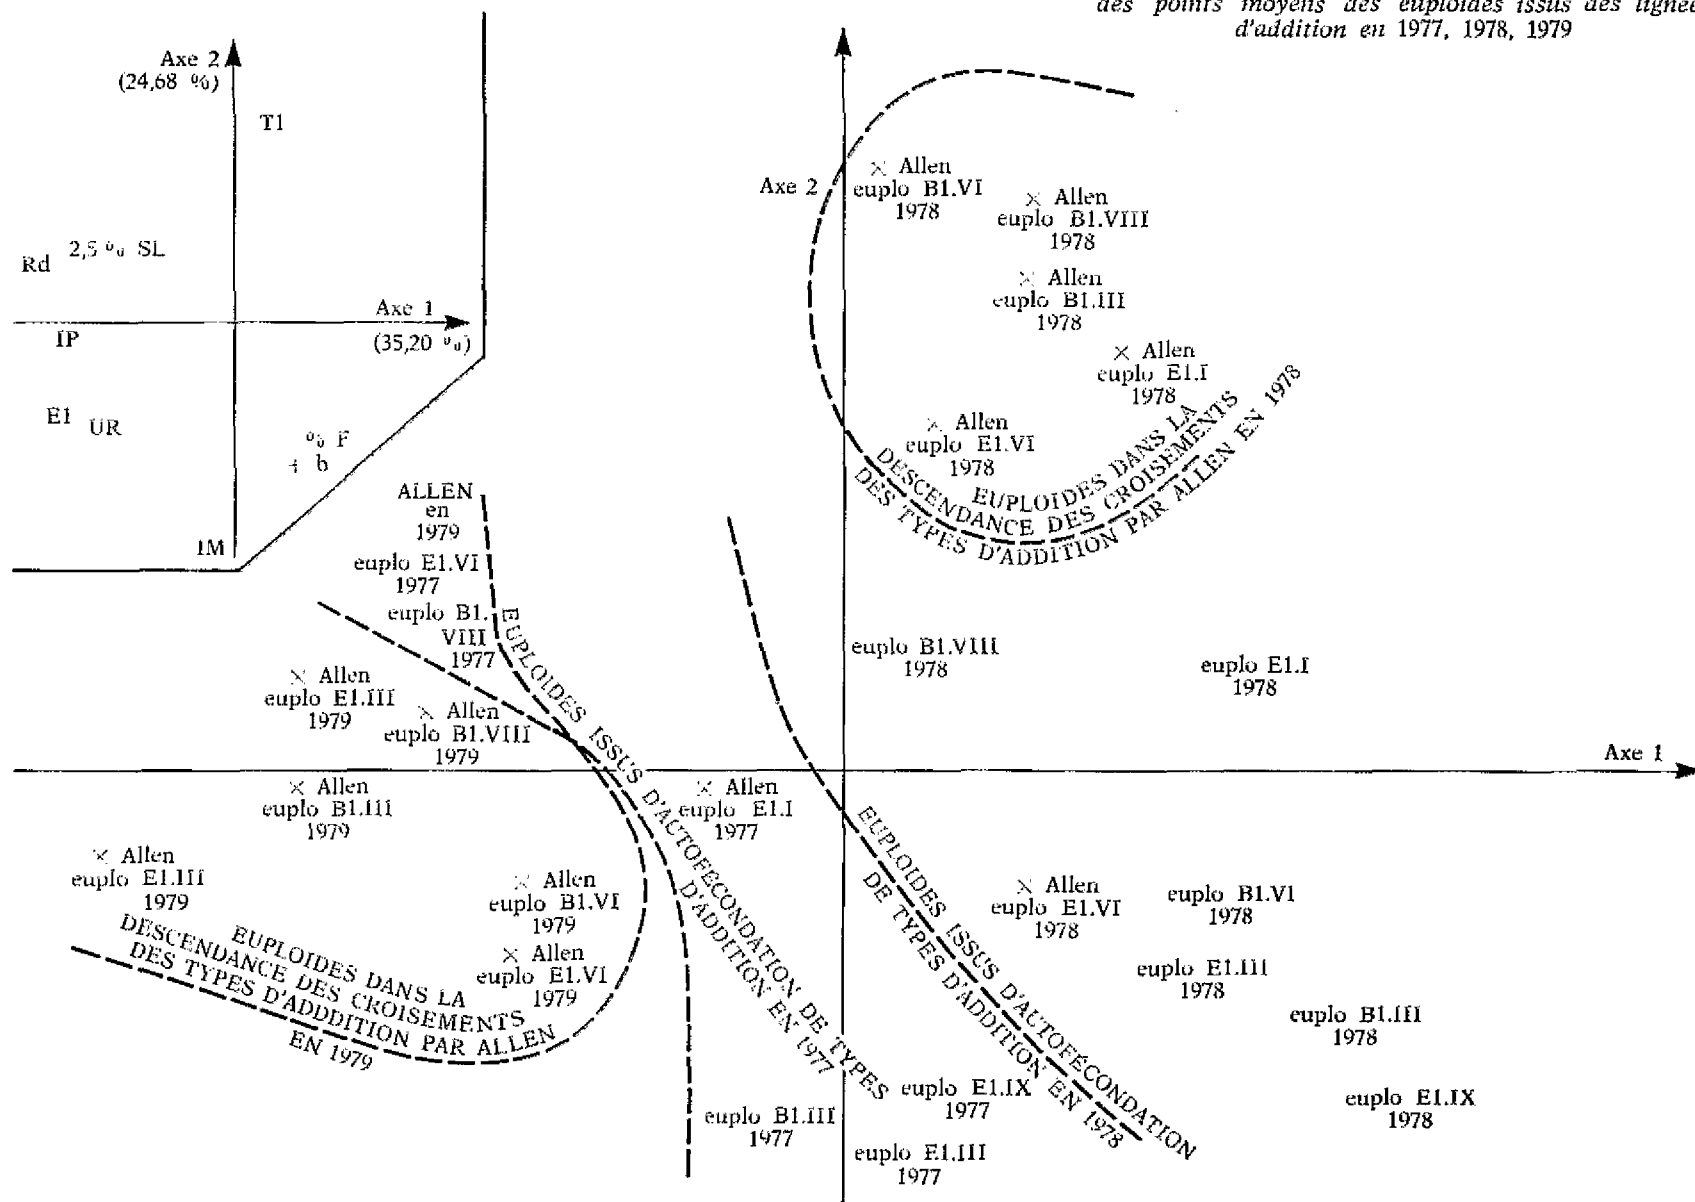 des points moyens des euploïdes issus des lignée
d'addition en 1977, 1978, 1979
Axe 2
(24,68 %)
T1
2,5 % SL
Rd
Axe 1
(35,20 %)
IP
E1
UR
% F
+ b
IM
Axe 2
× Allen
euplo B1.VI
1978
× Allen
euplo B1.VIII
1978
× Allen
euplo B1.III
1978
× Allen
euplo E1.I
1978
× Allen
euplo E1.VI
1978
EUPLOIDES DANS LA
DESCENDANCE DES CROISEMENTS
DES TYPES D'ADDITION PAR ALLEN EN 1978
ALLEN
en
1979
euplo E1.VI
1977
euplo B1.
VIII
1977
× Allen
euplo E1.III
1979
× Allen
euplo B1.VIII
1979
EUPLOIDES ISSUS D'AUTOFÉCONDATION DE TYPES
D'ADDITION EN 1977
euplo B1.VIII
1978
euplo E1.I
1978
Axe 1
× Allen
euplo B1.III
1979
× Allen
euplo E1.I
1977
× Allen
euplo E1.III
1979
× Allen
euplo B1.VI
1979
× Allen
euplo E1.VI
1979
EUPLOIDES DANS LA
DESCENDANCE DES CROISEMENTS
DES TYPES D'ADDDITION PAR ALLEN
EN 1979
EUPLOIDES ISSUS D'AUTOFÉCONDATION
DE TYPES D'ADDITION EN 1978
× Allen
euplo E1.VI
1978
euplo B1.VI
1978
euplo E1.III
1978
euplo B1.III
1978
euplo E1.IX
1978
euplo E1.IX
1977
euplo B1.III
1977
euplo E1.III
1977